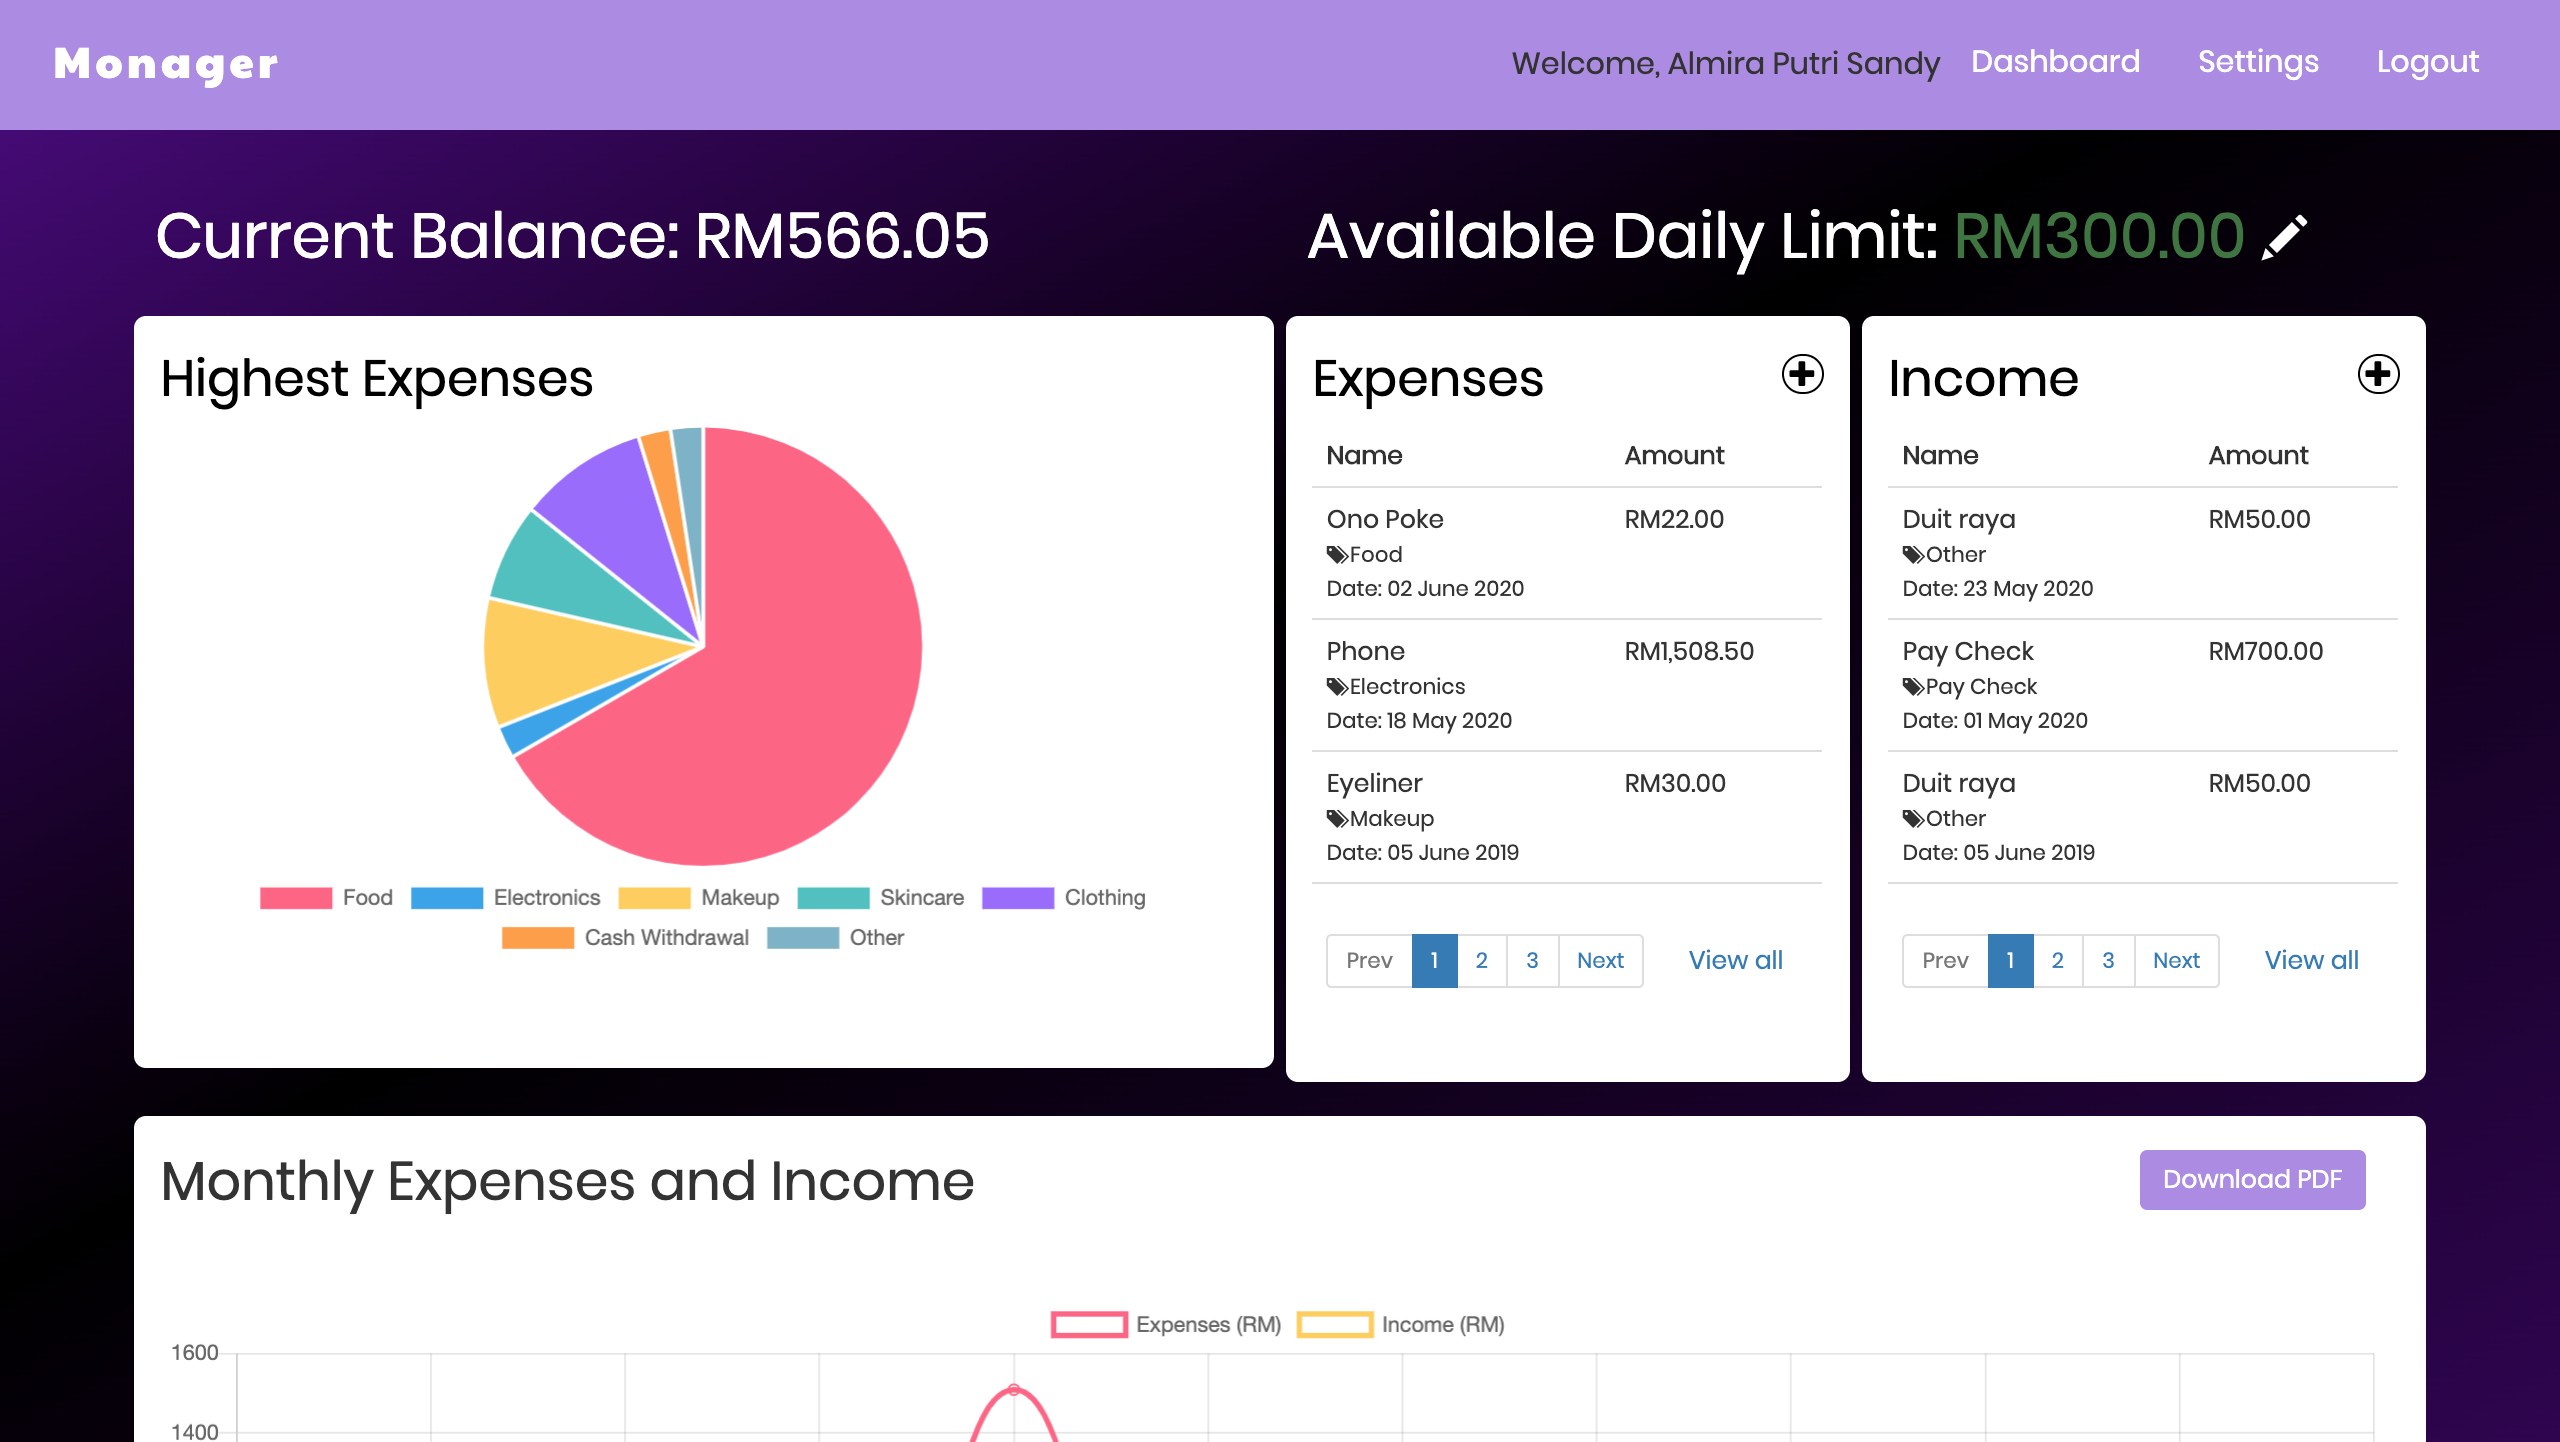 Monager
Welcome, Almira Putri Sandy Dashboard Settings Logout
Current Balance: RM566.05
Available Daily Limit: RM300.00
Highest Expenses
Food Electronics Makeup Skincare Clothing
Cash Withdrawal Other
Expenses
Name Amount
Ono Poke RM22.00
Food
Date: 02 June 2020
Phone RM1,508.50
Electronics
Date: 18 May 2020
Eyeliner RM30.00
Makeup
Date: 05 June 2019
Prev 1 2 3 Next View all
Income
Name Amount
Duit raya RM50.00
Other
Date: 23 May 2020
Pay Check RM700.00
Pay Check
Date: 01 May 2020
Duit raya RM50.00
Other
Date: 05 June 2019
Prev 1 2 3 Next View all
Monthly Expenses and Income
Download PDF
Expenses (RM) Income (RM)
1600
1400